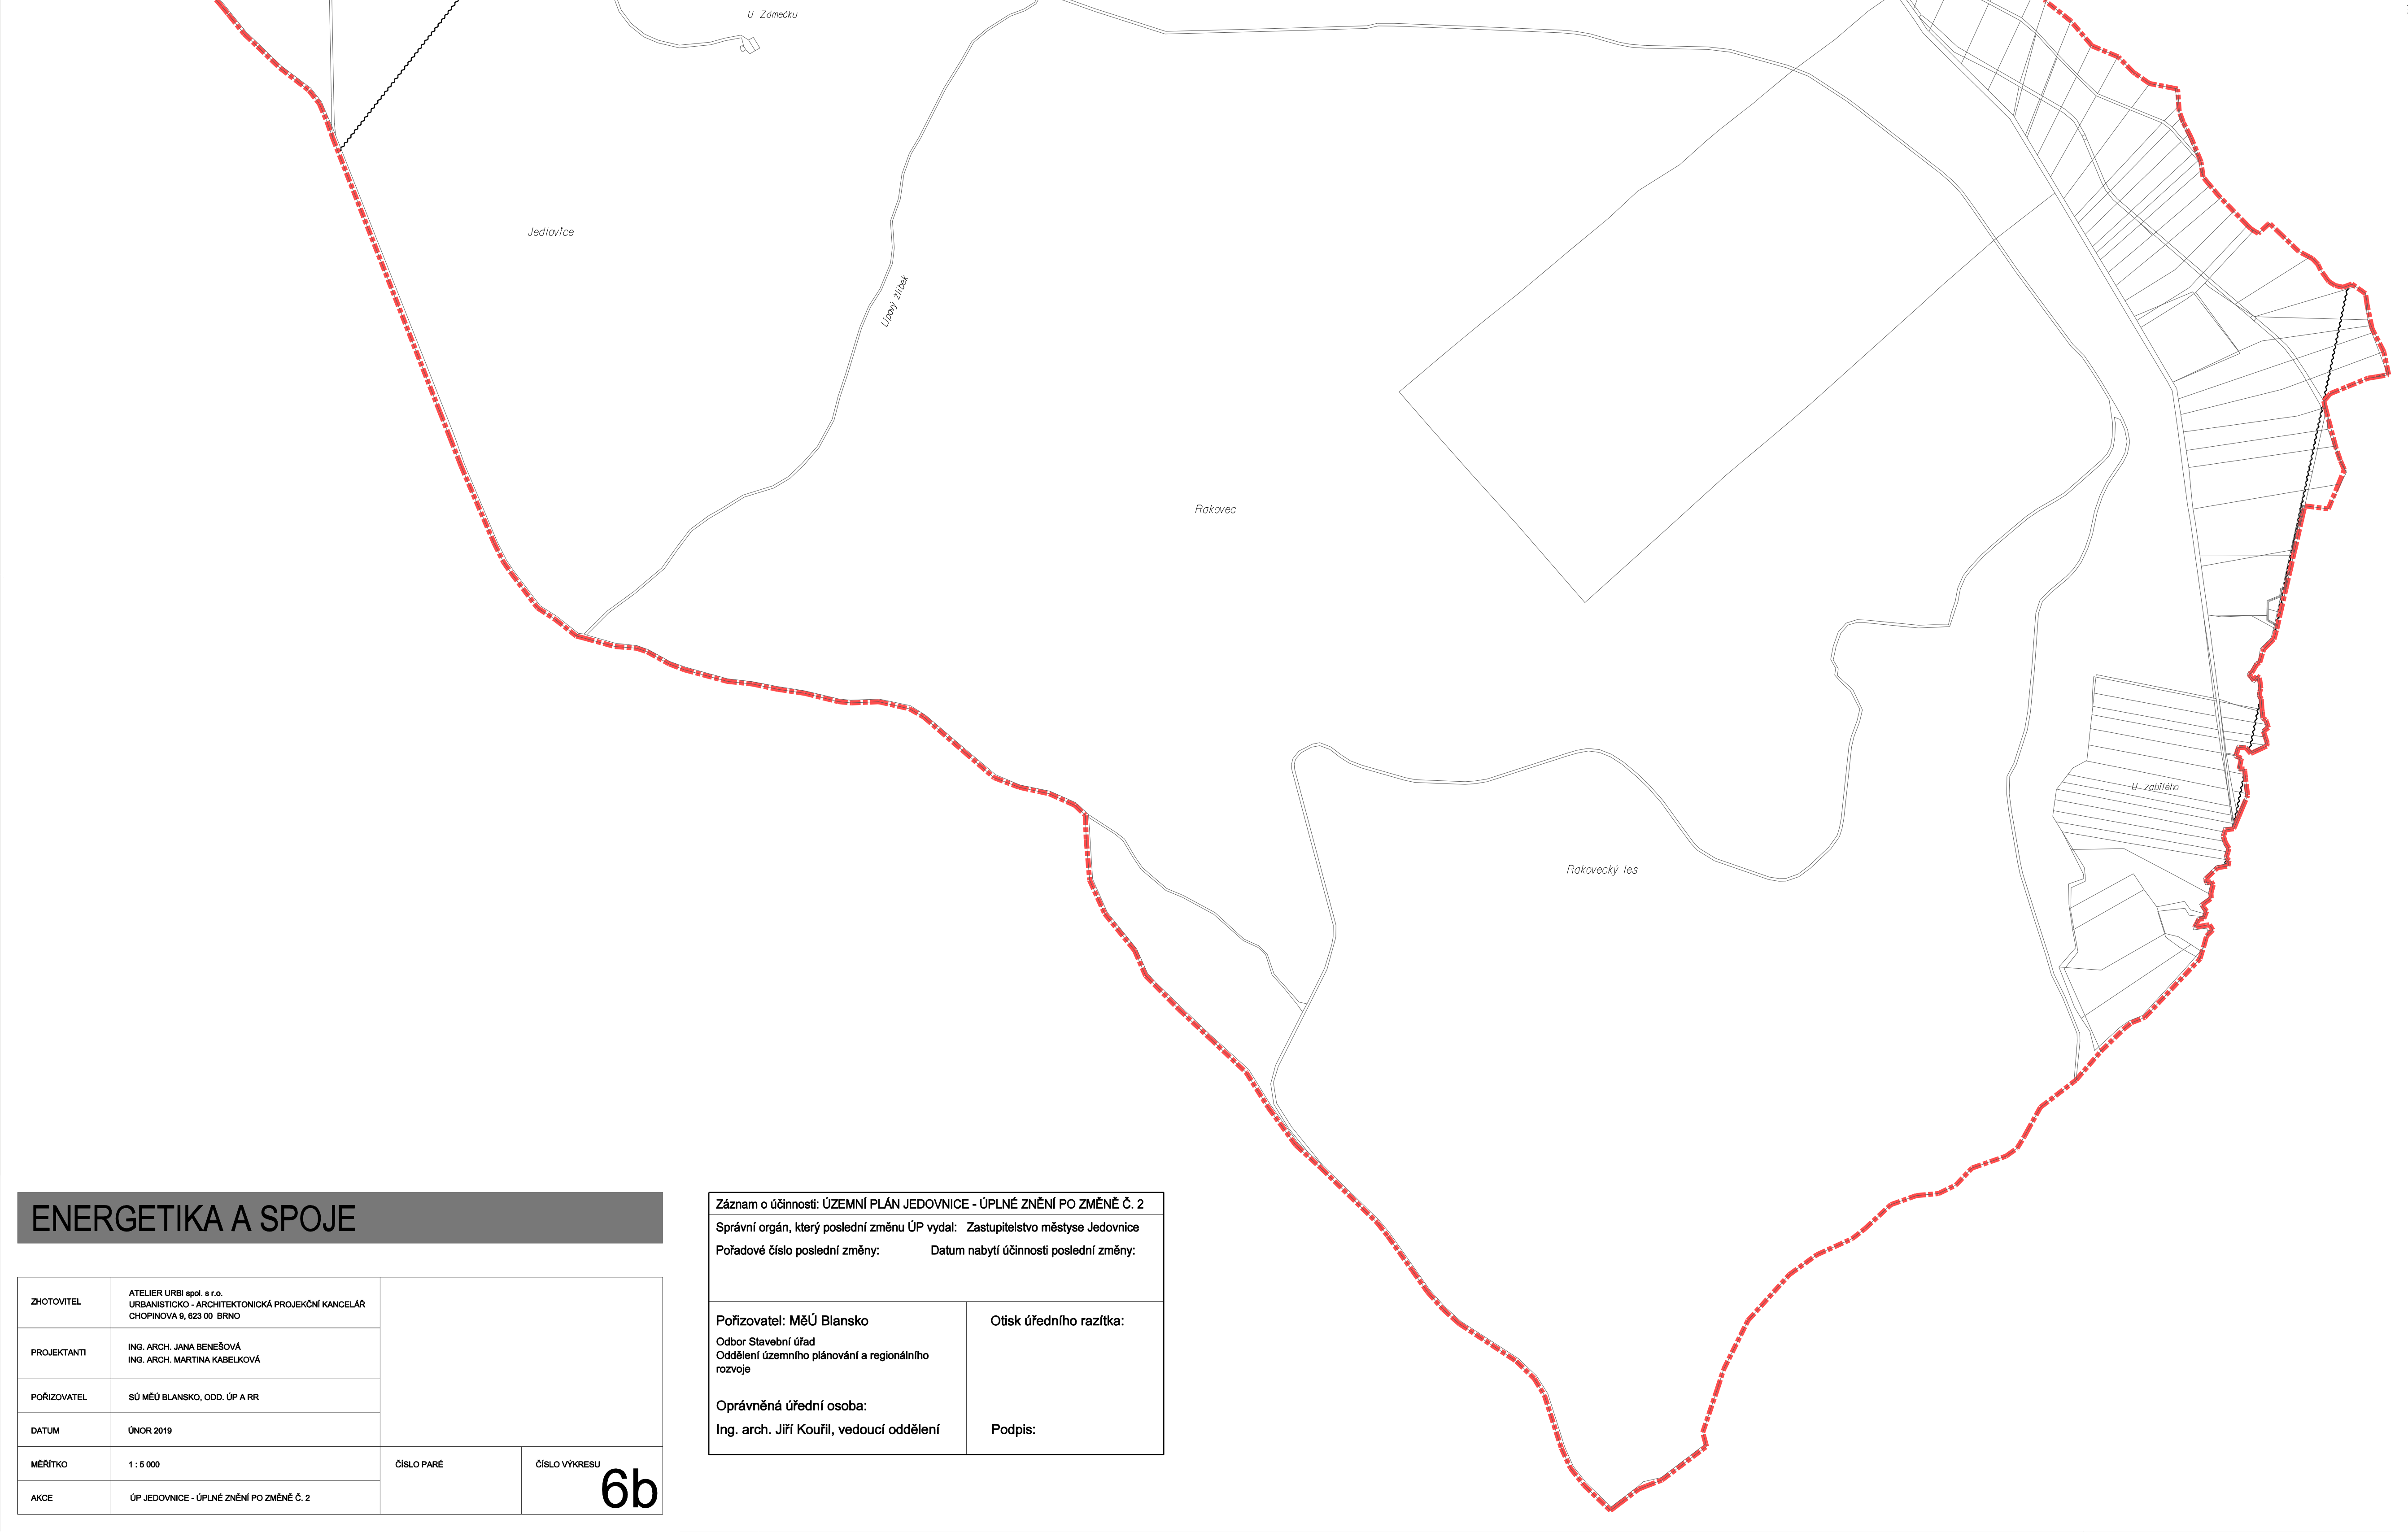 U Zámečku
Jedlovice
Lipový žlíbek
Rakovec
U zabitého
Rakovecký les
ENERGETIKA A SPOJE
ZHOTOVITEL
ATELIER URBI spol. s r.o.
URBANISTICKO - ARCHITEKTONICKÁ PROJEKČNÍ KANCELÁŘ
CHOPINOVA 9, 623 00 BRNO
PROJEKTANTI
ING. ARCH. JANA BENEŠOVÁ
ING. ARCH. MARTINA KABELKOVÁ
POŘIZOVATEL
SÚ MĚÚ BLANSKO, ODD. ÚP A RR
DATUM
ÚNOR 2019
MĚŘÍTKO
1 : 5 000
ČÍSLO PARÉ
ČÍSLO VÝKRESU
6b
AKCE
ÚP JEDOVNICE - ÚPLNÉ ZNĚNÍ PO ZMĚNĚ Č. 2
Záznam o účinnosti: ÚZEMNÍ PLÁN JEDOVNICE - ÚPLNÉ ZNĚNÍ PO ZMĚNĚ Č. 2
Správní orgán, který poslední změnu ÚP vydal: Zastupitelstvo městyse Jedovnice
Pořadové číslo poslední změny: Datum nabytí účinnosti poslední změny:
Pořizovatel: MěÚ Blansko
Odbor Stavební úřad
Oddělení územního plánování a regionálního
rozvoje
Oprávněná úřední osoba:
Ing. arch. Jiří Kouřil, vedoucí oddělení
Otisk úředního razítka:
Podpis: